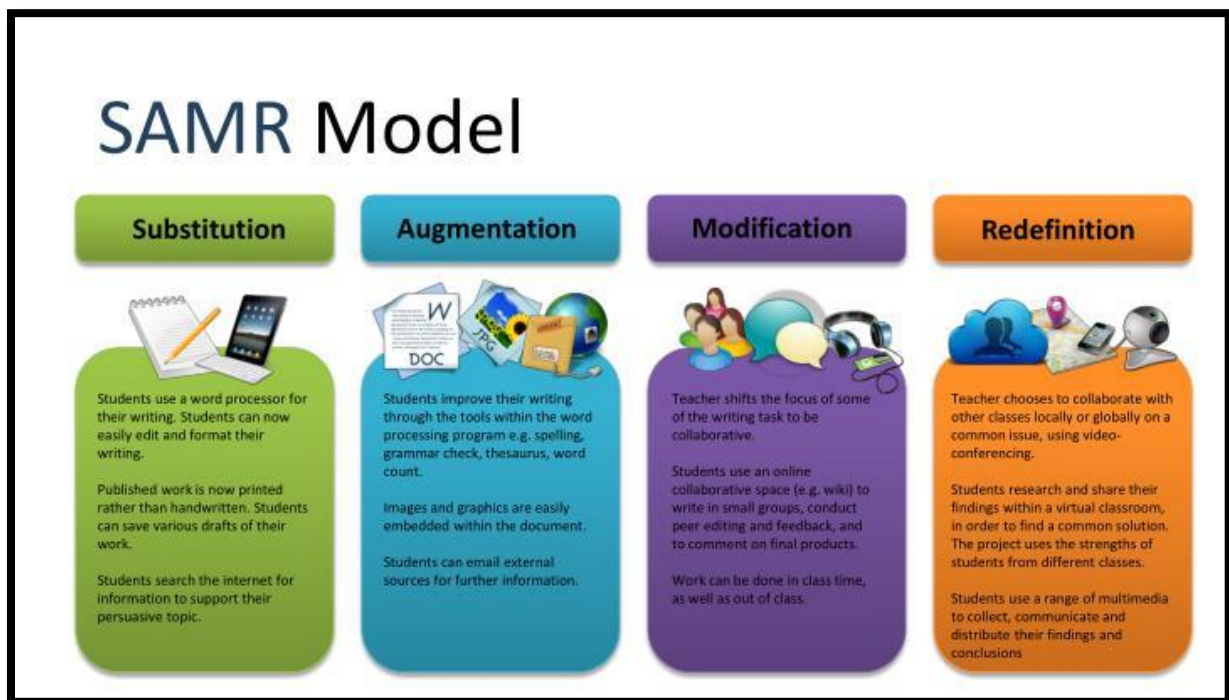 SAMR Model
Substitution
Augmentation
Modification
Redefinition
W
DOC
JPG
Students use a word processor for
their writing. Students can now
easily edit and format their
writing.
Published work is now printed
rather than handwritten. Students
can save various drafts of their
work.
Students search the internet for
information to support their
persuasive topic.
Students improve their writing
through the tools within the word
processing program e.g. spelling,
grammar check, thesaurus, word
count.
Images and graphics are easily
embedded within the document.
Students can email external
sources for further information.
Teacher shifts the focus of some
of the writing task to be
collaborative.
Students use an online
collaborative space (e.g. wiki) to
write in small groups, conduct
peer editing and feedback, and
to comment on final products.
Work can be done in class time,
as well as out of class.
Teacher chooses to collaborate with
other classes locally or globally on a
common issue, using video-
conferencing.
Students research and share their
findings within a virtual classroom,
in order to find a common solution.
The project uses the strengths of
students from different classes.
Students use a range of multimedia
to collect, communicate and
distribute their findings and
conclusions